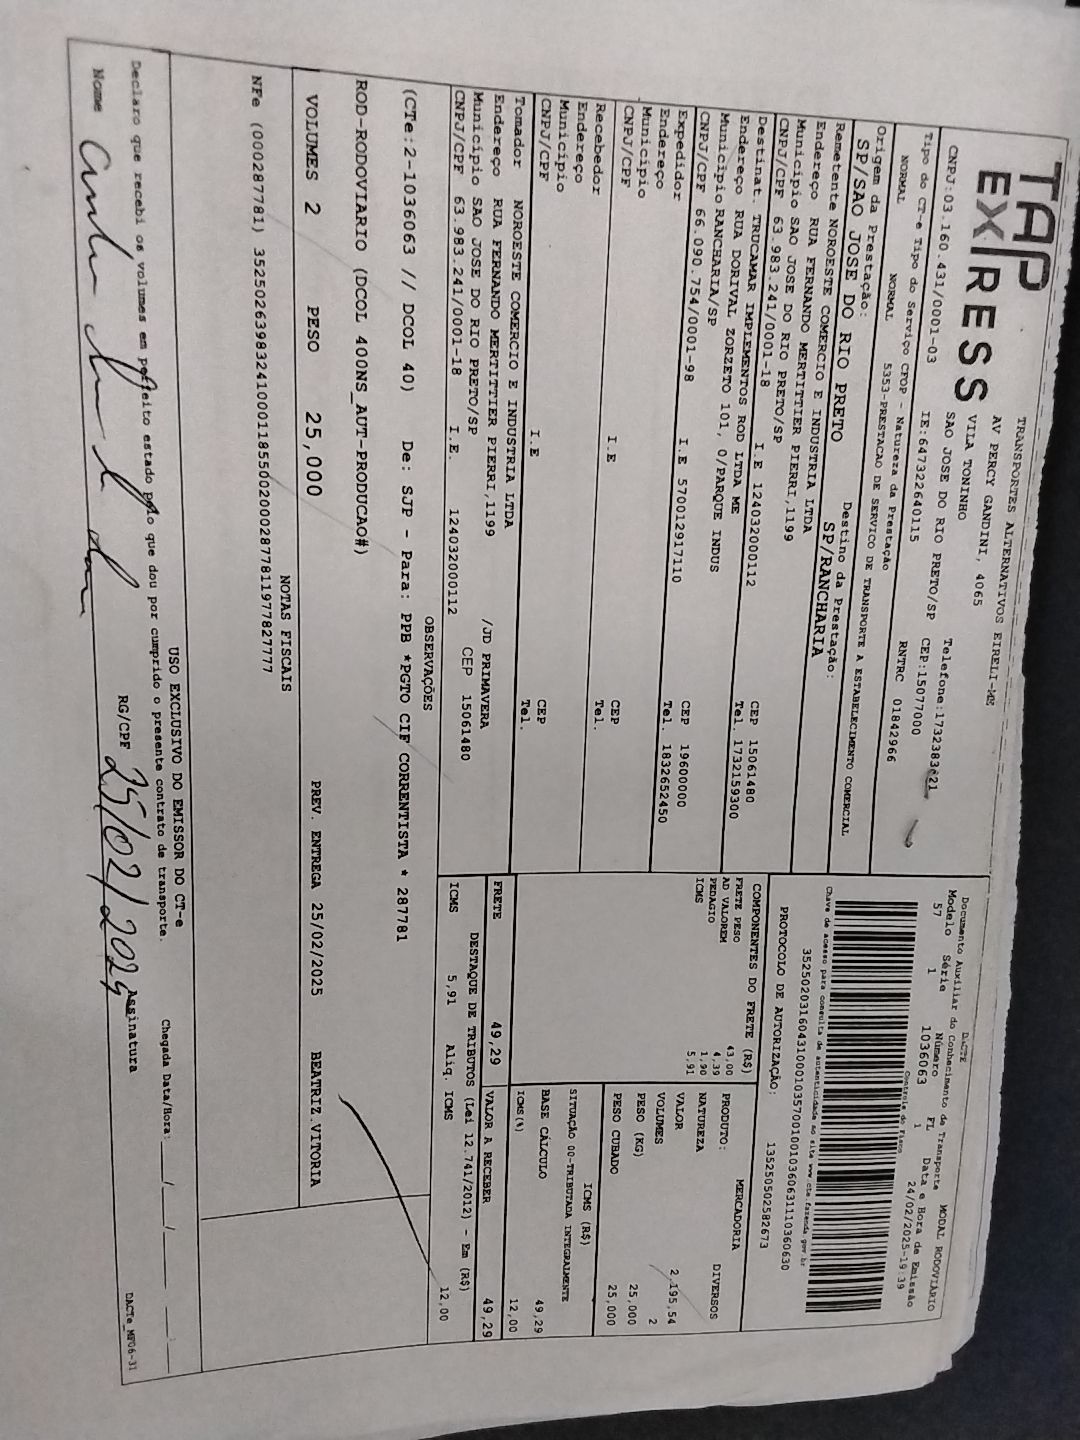 TAP
EXPRESS
TRANSPORTES ALTERNATIVOS EIRELI-ME
AV PERCY GANDINI, 4065
VILA TONINHO
SAO JOSE DO RIO PRETO/SP Telefone:1732383621
CNPJ:03.160.431/0001-03 IE:647322640115 CEP:15077000
Tipo do CT-e Tipo do Serviço CFOP - Natureza da Prestação RNTRC 01842966
NORMAL NORMAL 5353-PRESTACAO DE SERVICO DE TRANSPORTE A ESTABELECIMENTO COMERCIAL
Origem da Prestação: Destino da Prestação:
SP/SAO JOSE DO RIO PRETO SP/RANCHARIA
Remetente NOROESTE COMERCIO E INDUSTRIA LTDA
Endereço RUA FERNANDO MERTITTIER PIERRI,1199
Município SAO JOSE DO RIO PRETO/SP CEP 15061480
CNPJ/CPF 63.983.241/0001-18 I.E 124032000112 Tel. 1732159300
Destinat. TRUCAMAR IMPLEMENTOS ROD LTDA ME
Endereço RUA DORIVAL ZORZETO 101, 0/PARQUE INDUS
Município RANCHARIA/SP CEP 19600000
CNPJ/CPF 66.090.754/0001-98 I.E 570012917110 Tel. 1832652450
Expedidor
Endereço
Município CEP
CNPJ/CPF I.E Tel.
Recebedor
Endereço
Município CEP
CNPJ/CPF I.E Tel.
Tomador NOROESTE COMERCIO E INDUSTRIA LTDA
Endereço RUA FERNANDO MERTITTIER PIERRI,1199 /JD PRIMAVERA
Município SAO JOSE DO RIO PRETO/SP CEP 15061480
CNPJ/CPF 63.983.241/0001-18 I.E. 124032000112
DACTE
Documento Auxiliar do Conhecimento de Transporte MODAL RODOVIÁRIO
Modelo Série Número FL Data e Hora de Emissão
57 1 1036063 1 24/02/2025-19:39
Controle do Fisco
Chave de acesso para consulta de autenticidade no site www.cte.fazenda.gov.br
35250203160431000103570010010360631110360630
PROTOCOLO DE AUTORIZAÇÃO: 135250502582673
COMPONENTES DO FRETE (R$)
FRETE PESO 43,00
AD VALOREM 4,39
PEDAGIO 1,90
ICMS 5,91
PRODUTO: MERCADORIA
NATUREZA DIVERSOS
VALOR 2.195,54
VOLUMES 2
PESO (KG) 25,000
PESO CUBADO 25,000
ICMS (R$)
SITUAÇÃO 00-TRIBUTADA INTEGRALMENTE
BASE CÁLCULO 49,29
ICMS(%) 12,00
FRETE 49,29 VALOR A RECEBER 49,29
DESTAQUE DE TRIBUTOS (Lei 12.741/2012) - Em (R$)
ICMS 5,91 Alíq. ICMS 12,00
OBSERVAÇÕES
(CTe:2-1036063 // DCOL 40) De: SJP - Para: PPB *PGTO CIF CORRENTISTA * 287781
ROD-RODOVIARIO (DCOL 400NS_AUT-PRODUCAO#)
VOLUMES 2 PESO 25,000 PREV. ENTREGA 25/02/2025 BEATRIZ.VITORIA
NOTAS FISCAIS
NFe (000287781) 35250263983241000118550020002877811977827777
USO EXCLUSIVO DO EMISSOR DO CT-e
Declaro que recebi os volumes em perfeito estado pelo que dou por cumprido o presente contrato de transporte. Chegada Data/Hora: __/__/____ __:__
Nome RG/CPF 25/02/2025 Assinatura
DACTe_MP06-31